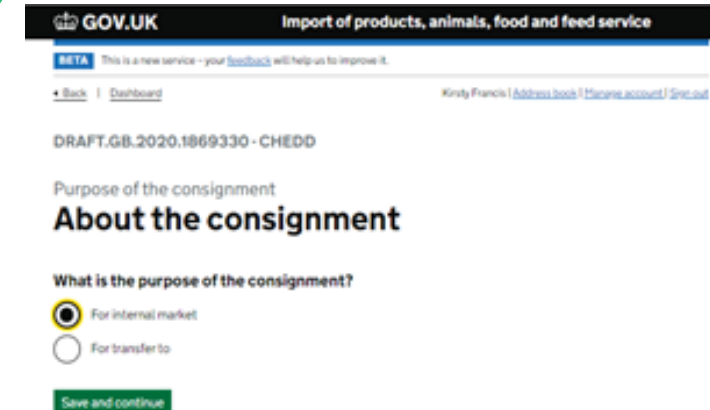 GOV.UK Import of products, animals, food and feed service
BETA This is a new service - your feedback will help us to improve it.
Back | Dashboard Kirsty Francis | Address book | Manage account | Sign out
DRAFT.GB.2020.1869330 - CHEDD
Purpose of the consignment
About the consignment
What is the purpose of the consignment?
For internal market
For transfer to
Save and continue